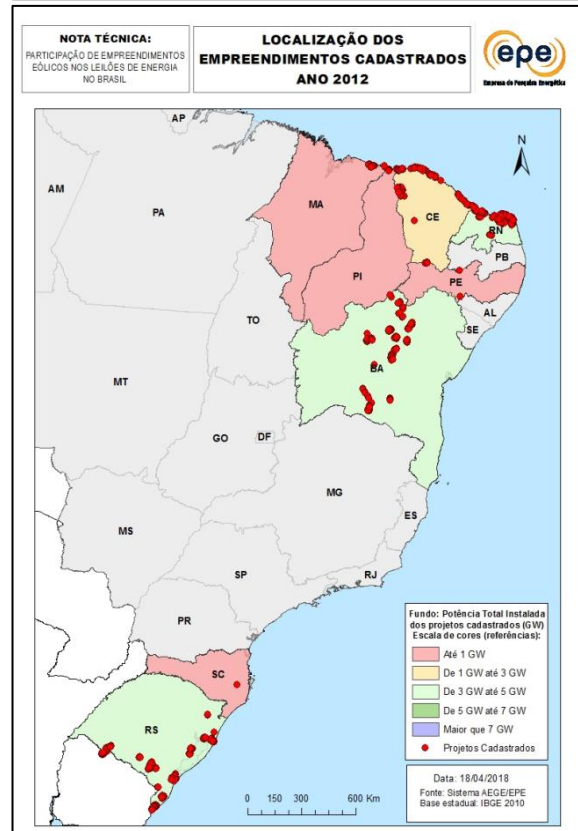 NOTA TÉCNICA:
PARTICIPAÇÃO DE EMPREENDIMENTOS
EÓLICOS NOS LEILÕES DE ENERGIA
NO BRASIL
LOCALIZAÇÃO DOS
EMPREENDIMENTOS CADASTRADOS
ANO 2012
epe
Empresa de Pesquisa Energética
AP
N
AM
PA
MA
CE
RN
PB
PI
PE
AL
SE
TO
MT
BA
GO
DF
MG
ES
MS
SP
RJ
PR
SC
RS
Fundo: Potência Total Instalada
dos projetos cadastrados (GW)
Escala de cores (referências):
Até 1 GW
De 1 GW até 3 GW
De 3 GW até 5 GW
De 5 GW até 7 GW
Maior que 7 GW
Projetos Cadastrados
Data: 18/04/2018
Fonte: Sistema AEGE/EPE
Base estadual: IBGE 2010
0 150 300 600 Km